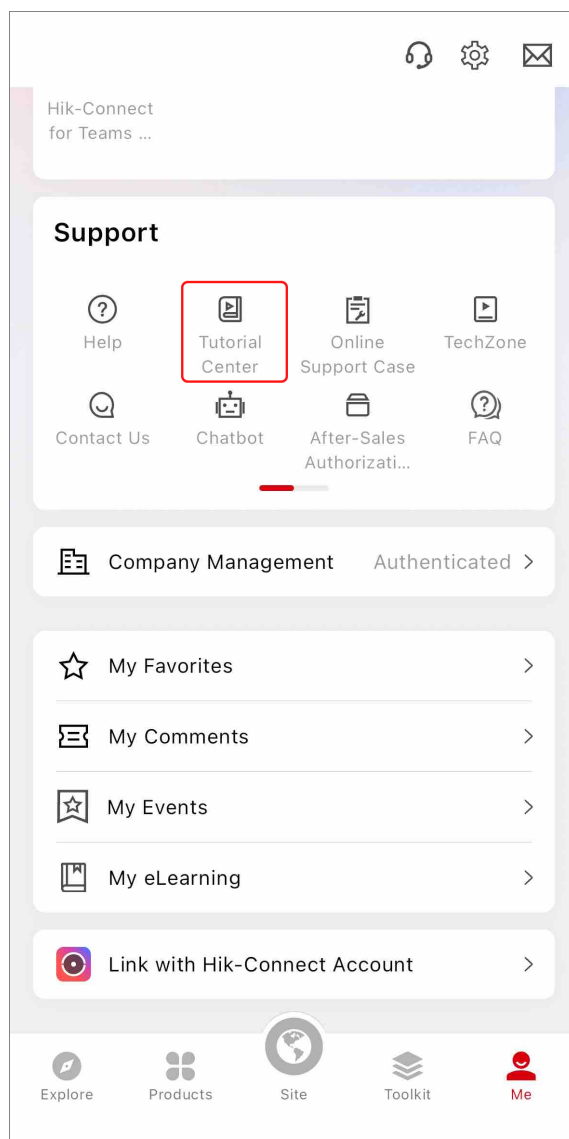 Hik-Connect
for Teams ...
Support
Help
Tutorial
Center
Online
Support Case
TechZone
Contact Us
Chatbot
After-Sales
Authorizati...
FAQ
Company Management Authenticated
My Favorites
My Comments
My Events
My eLearning
Link with Hik-Connect Account
Explore
Products
Site
Toolkit
Me